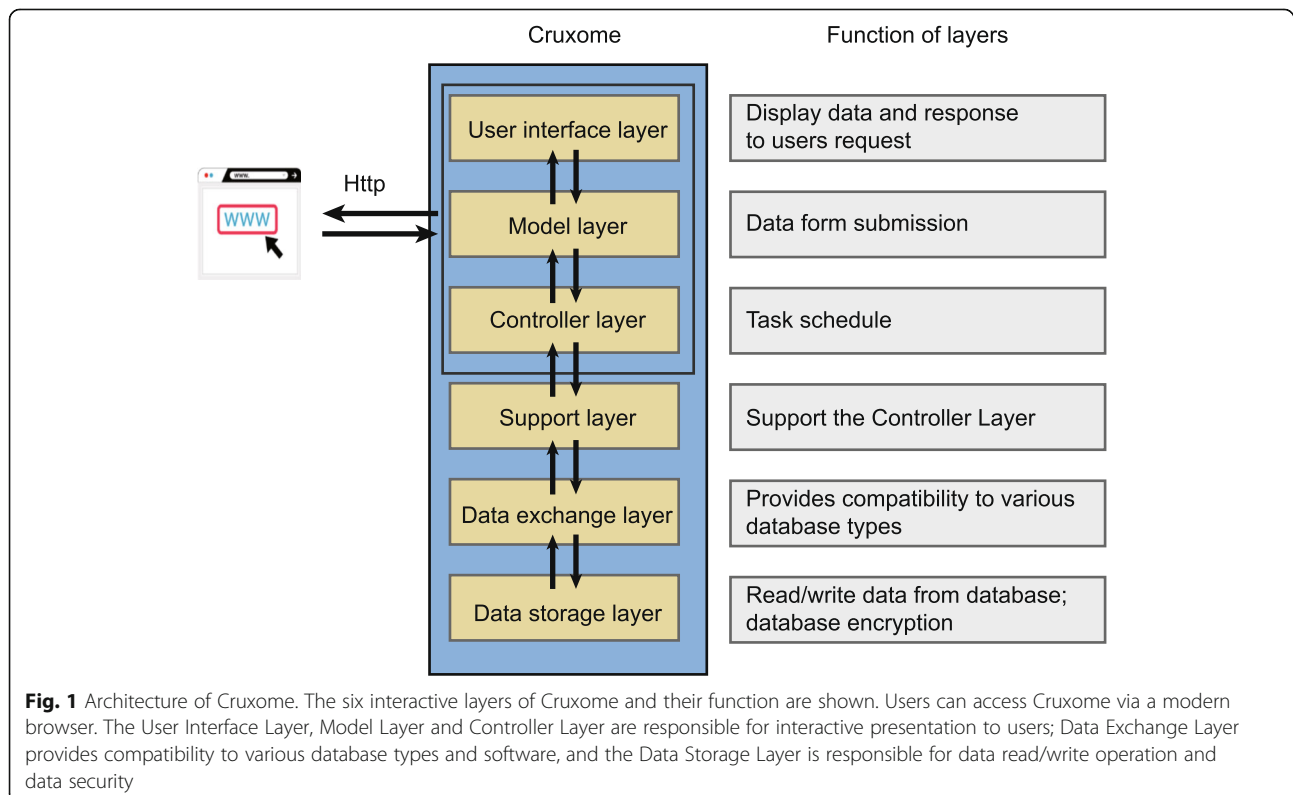 Cruxome
Function of layers
User interface layer
Display data and response
to users request
www.
Http
WWW
Model layer
Data form submission
Controller layer
Task schedule
Support layer
Support the Controller Layer
Data exchange layer
Provides compatibility to various
database types
Data storage layer
Read/write data from database;
database encryption
Fig. 1 Architecture of Cruxome. The six interactive layers of Cruxome and their function are shown. Users can access Cruxome via a modern
browser. The User Interface Layer, Model Layer and Controller Layer are responsible for interactive presentation to users; Data Exchange Layer
provides compatibility to various database types and software, and the Data Storage Layer is responsible for data read/write operation and
data security